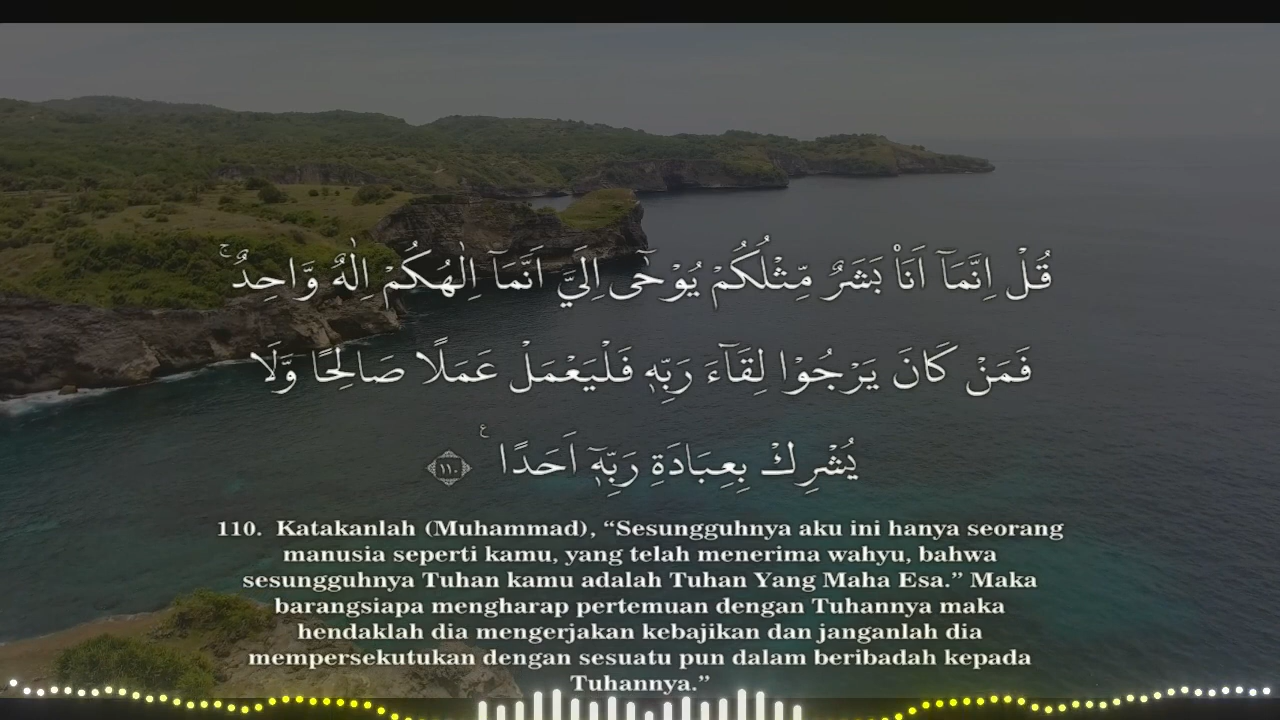 قُلْ اِنَّمَآ اَنَا۠ بَشَرٌ مِّثْلُكُمْ يُوْحٰٓى اِلَيَّ اَنَّمَآ اِلٰهُكُمْ اِلٰهٌ وَّاحِدٌۚ
فَمَنْ كَانَ يَرْجُوْا لِقَاۤءَ رَبِّهٖ فَلْيَعْمَلْ عَمَلًا صَالِحًا وَّلَا
يُشْرِكْ بِعِبَادَةِ رَبِّهٖٓ اَحَدًا ࣖ ١١٠
110. Katakanlah (Muhammad), “Sesungguhnya aku ini hanya seorang
manusia seperti kamu, yang telah menerima wahyu, bahwa
sesungguhnya Tuhan kamu adalah Tuhan Yang Maha Esa.” Maka
barangsiapa mengharap pertemuan dengan Tuhannya maka
hendaklah dia mengerjakan kebajikan dan janganlah dia
mempersekutukan dengan sesuatu pun dalam beribadah kepada
Tuhannya.”